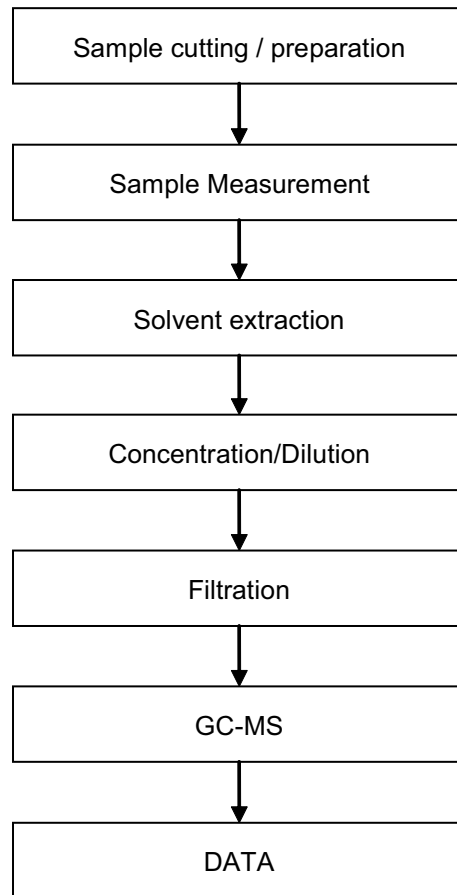 Sample cutting / preparation
Sample Measurement
Solvent extraction
Concentration/Dilution
Filtration
GC-MS
DATA